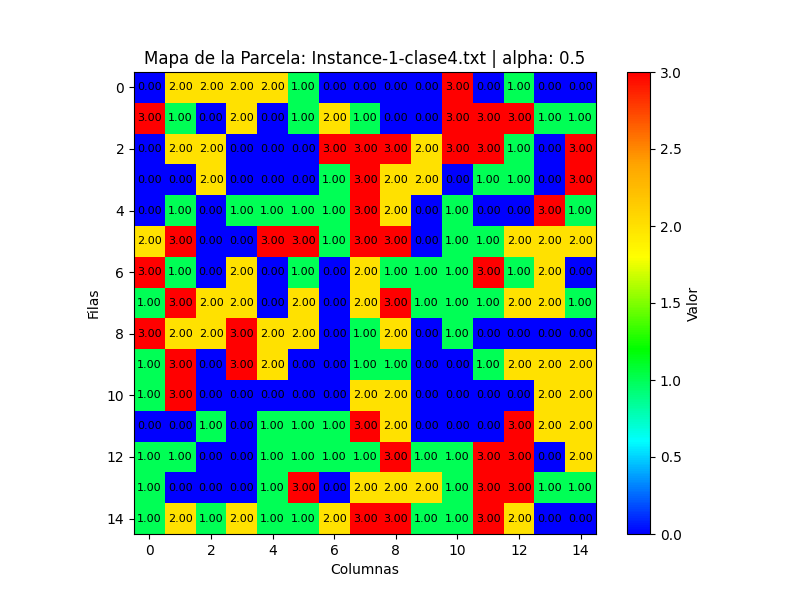 Mapa de la Parcela: Instance-1-clase4.txt | alpha: 0.5
0 0.00 2.00 2.00 2.00 2.00 1.00 0.00 0.00 0.00 0.00 3.00 0.00 1.00 0.00 0.00
3.00 1.00 0.00 2.00 0.00 1.00 2.00 1.00 0.00 0.00 3.00 3.00 3.00 1.00 1.00
2 0.00 2.00 2.00 0.00 0.00 0.00 3.00 3.00 3.00 2.00 3.00 3.00 1.00 0.00 3.00
0.00 0.00 2.00 0.00 0.00 0.00 1.00 3.00 2.00 2.00 0.00 1.00 1.00 0.00 3.00
4 0.00 1.00 0.00 1.00 1.00 1.00 1.00 3.00 2.00 0.00 1.00 0.00 0.00 3.00 1.00
2.00 3.00 0.00 0.00 3.00 3.00 1.00 3.00 3.00 0.00 1.00 1.00 2.00 2.00 2.00
6 3.00 1.00 0.00 2.00 0.00 1.00 0.00 2.00 1.00 1.00 1.00 3.00 1.00 2.00 0.00
1.00 3.00 2.00 2.00 0.00 2.00 0.00 2.00 3.00 1.00 1.00 1.00 2.00 2.00 1.00
8 3.00 2.00 2.00 3.00 2.00 2.00 0.00 1.00 2.00 0.00 1.00 0.00 0.00 0.00 0.00
1.00 3.00 0.00 3.00 2.00 0.00 0.00 1.00 1.00 0.00 0.00 1.00 2.00 2.00 2.00
10 1.00 3.00 0.00 0.00 0.00 0.00 0.00 2.00 2.00 0.00 0.00 0.00 0.00 2.00 2.00
0.00 0.00 1.00 0.00 1.00 1.00 1.00 3.00 2.00 0.00 0.00 0.00 3.00 2.00 2.00
12 1.00 1.00 0.00 0.00 1.00 1.00 1.00 1.00 3.00 1.00 1.00 3.00 3.00 0.00 2.00
1.00 0.00 0.00 0.00 1.00 3.00 0.00 2.00 2.00 2.00 1.00 3.00 3.00 1.00 1.00
14 1.00 2.00 1.00 2.00 1.00 1.00 2.00 3.00 3.00 1.00 1.00 3.00 2.00 0.00 0.00
0 2 4 6 8 10 12 14
Columnas
Filas
3.0
2.5
2.0
1.5
1.0
0.5
0.0
Valor